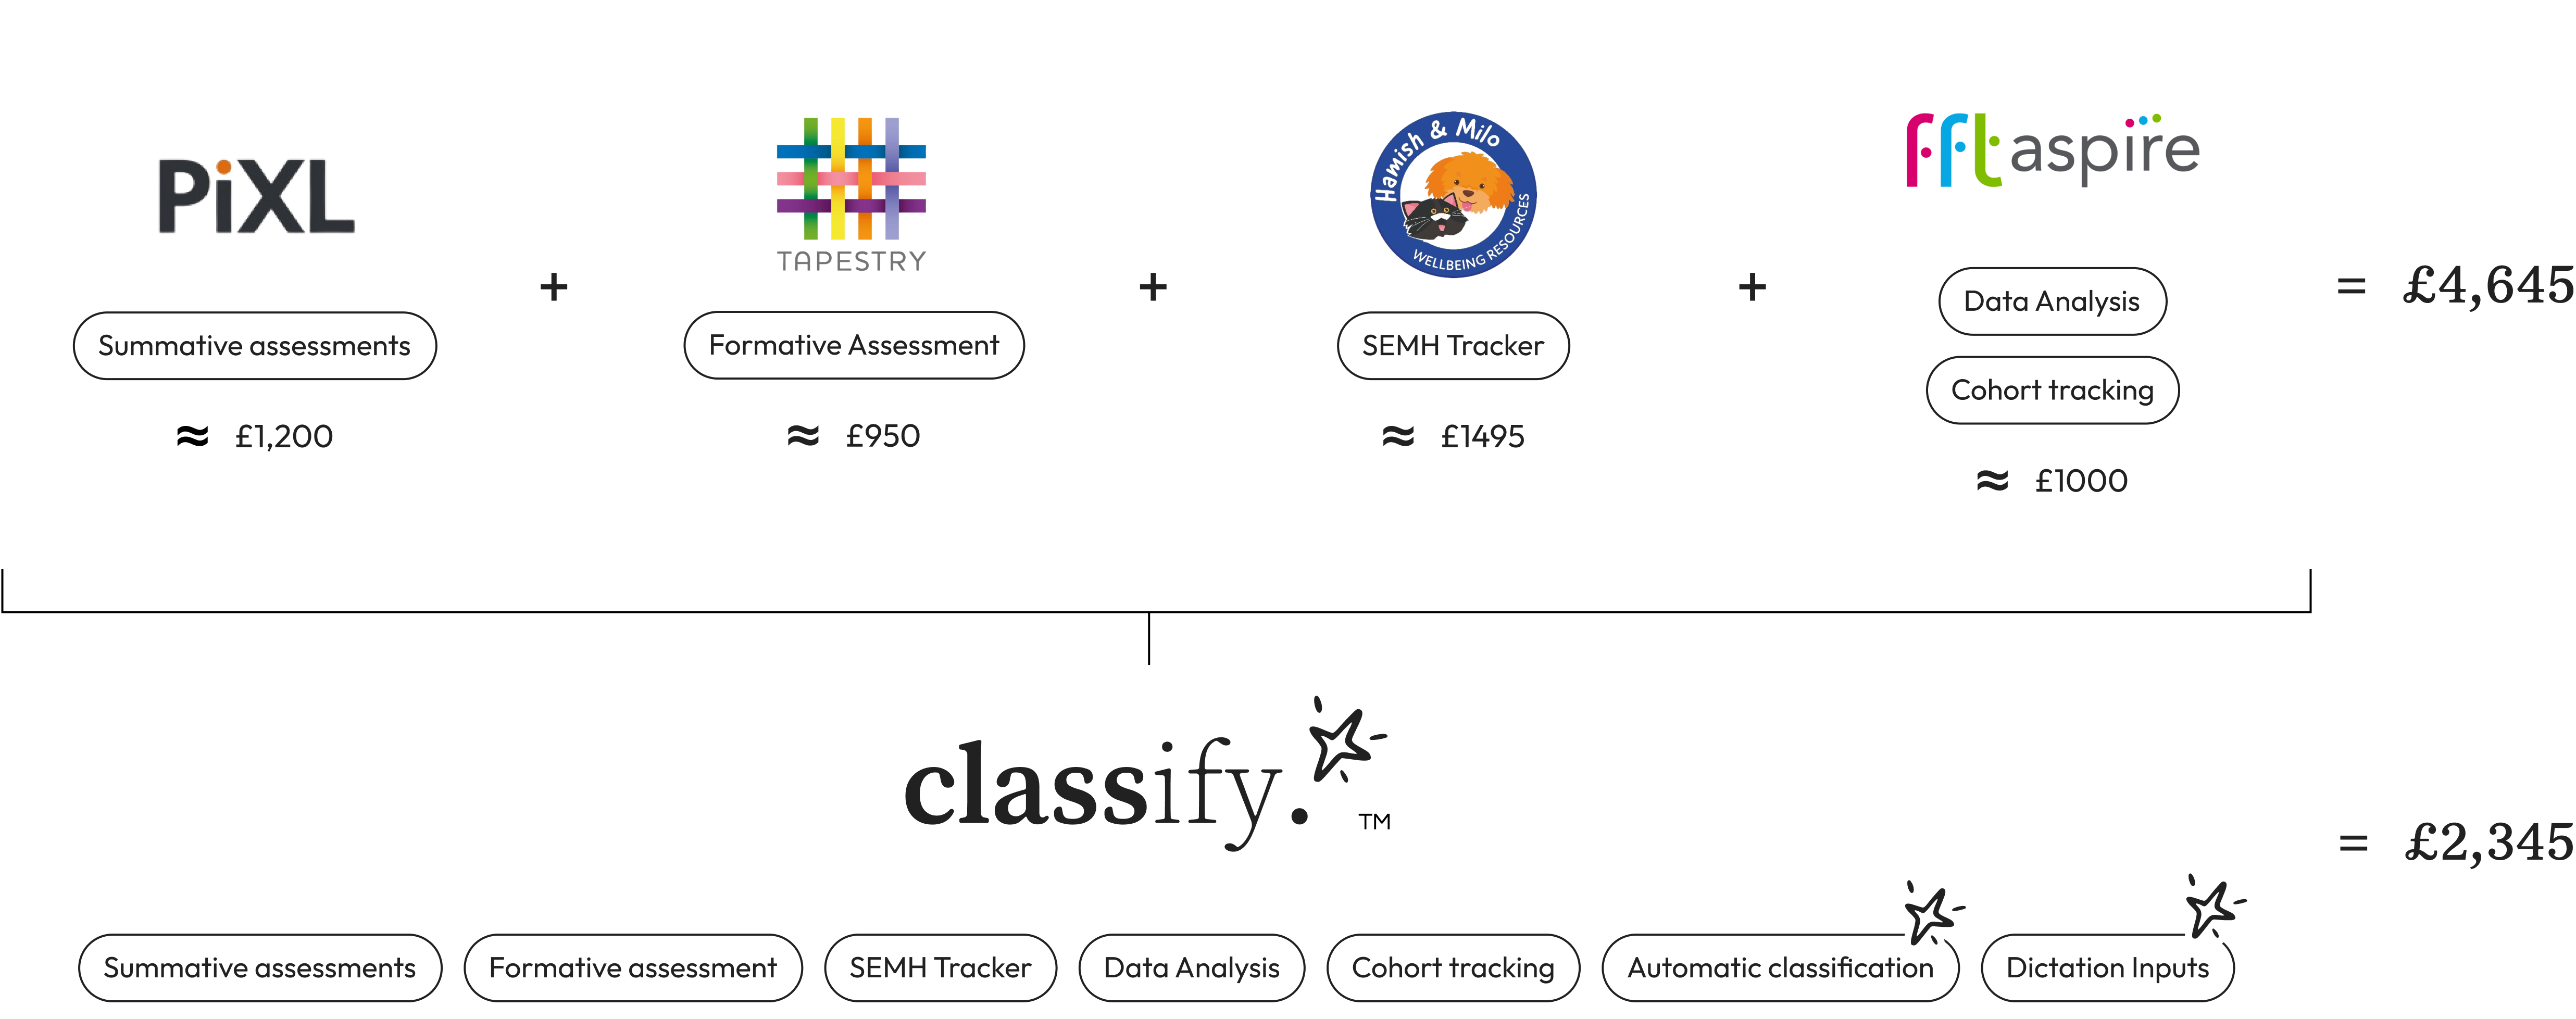 PiXL
+
TAPESTRY
+
Hamish & Milo
WELLBEING RESOURCES
+
fft aspire
Summative assessments
≈ £1,200
Formative Assessment
≈ £950
SEMH Tracker
≈ £1495
Data Analysis
Cohort tracking
≈ £1000
= £4,645
classify. ™
= £2,345
Summative assessments
Formative assessment
SEMH Tracker
Data Analysis
Cohort tracking
Automatic classification
Dictation Inputs